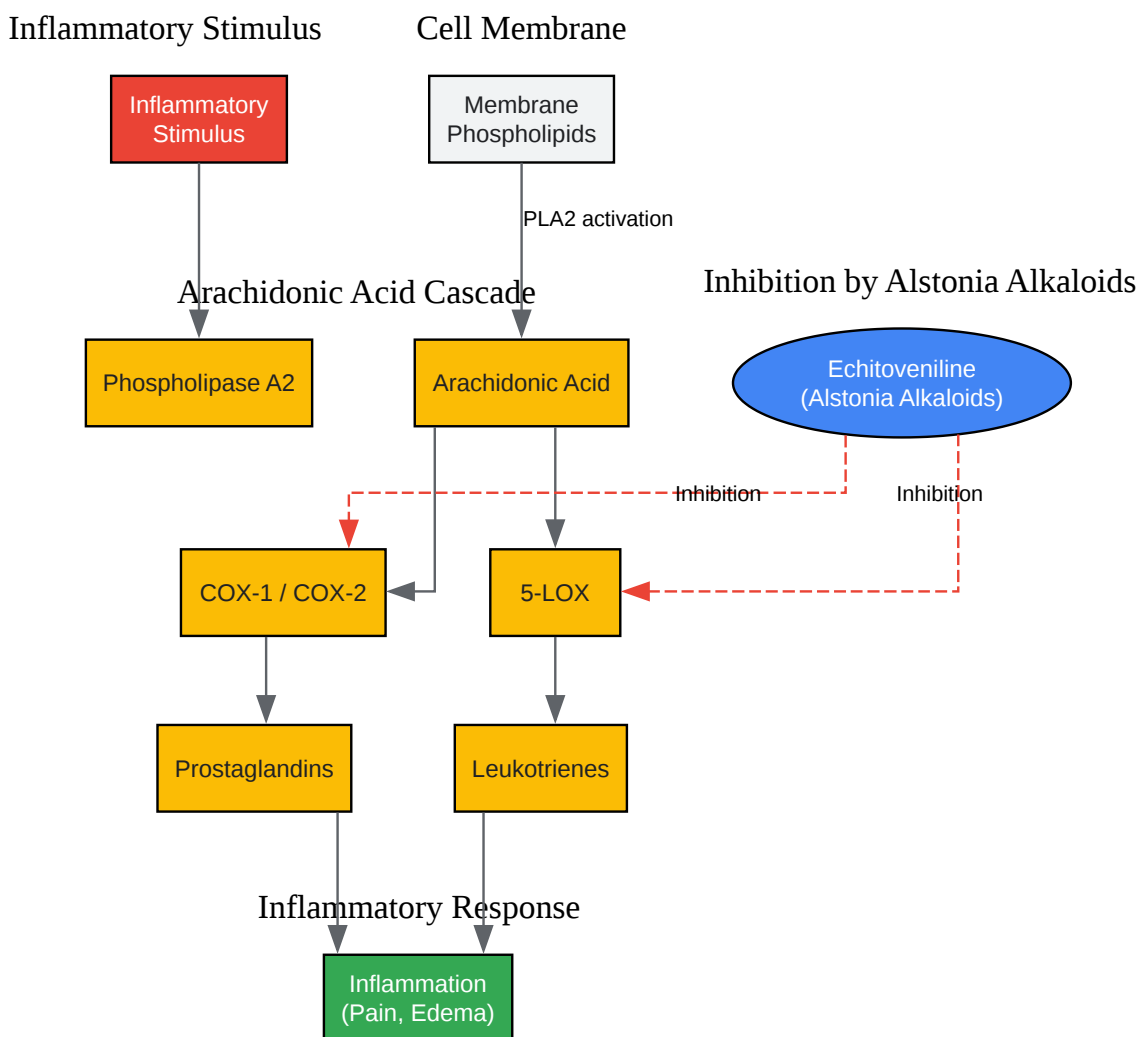 Inflammatory Stimulus
Cell Membrane
Inflammatory
Stimulus
Membrane
Phospholipids
PLA2 activation
Arachidonic Acid Cascade
Inhibition by Alstonia Alkaloids
Phospholipase A2
Arachidonic Acid
Echitoveniline
(Alstonia Alkaloids)
Inhibition
Inhibition
COX-1 / COX-2
5-LOX
Prostaglandins
Leukotrienes
Inflammatory Response
Inflammation
(Pain, Edema)